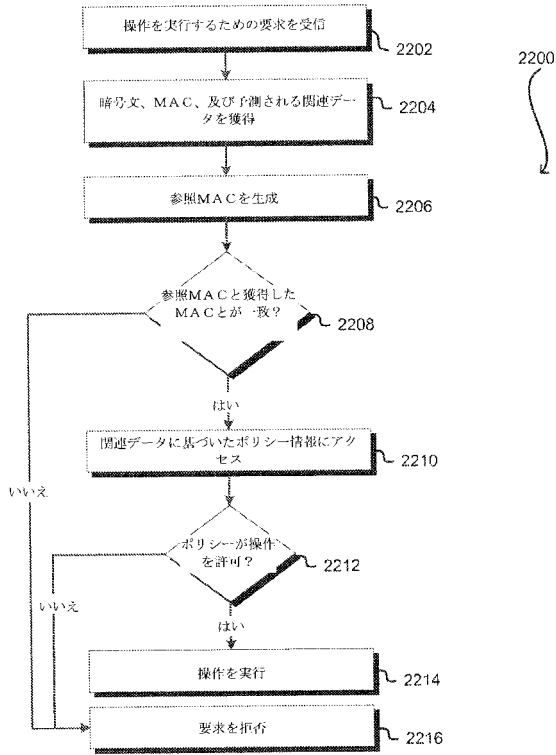 操作を実行するための要求を受信
2202
2200
暗号文、MAC、及び予測される関連データ
を獲得
2204
参照MACを生成
2206
参照MACと獲得した
MACとが一致？
2208
はい
関連データに基づいたポリシー情報にアク
セス
2210
いいえ
ポリシーが操作
を許可？
2212
いいえ
はい
操作を実行
2214
要求を拒否
2216